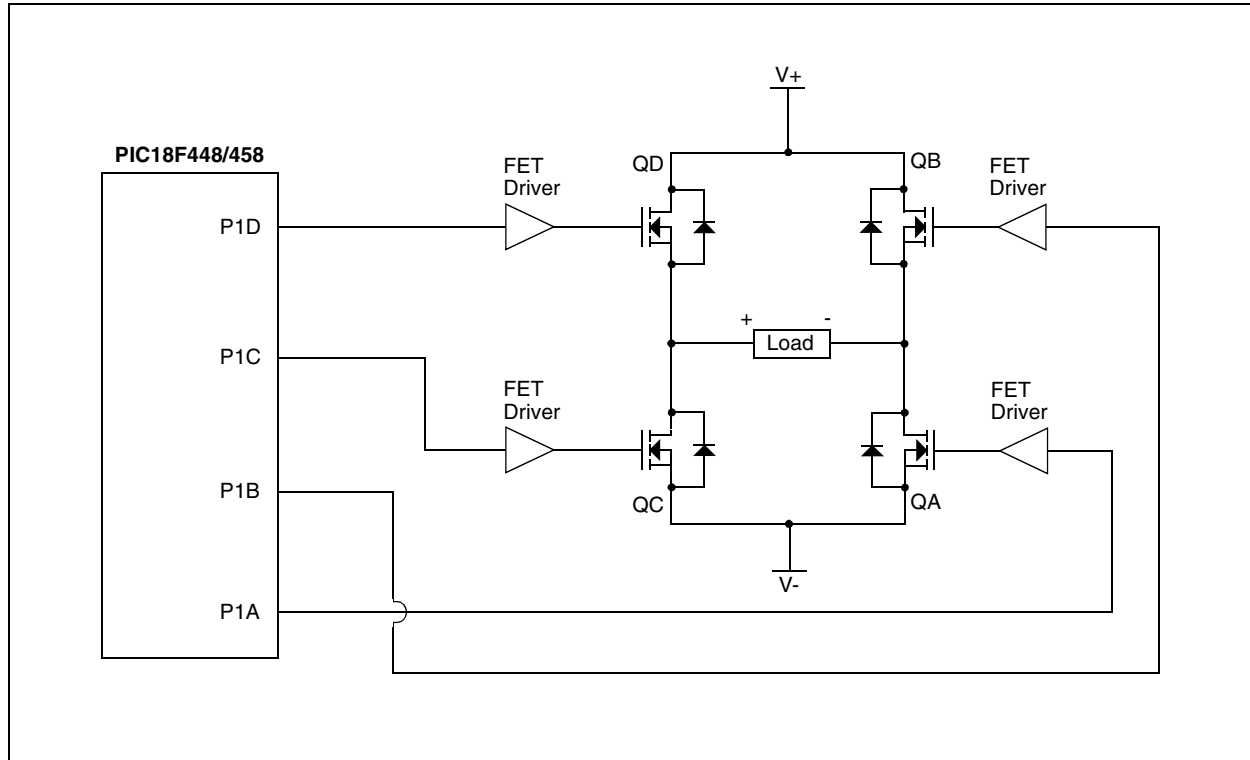 V+
PIC18F448/458
FET
Driver
QD
QB
FET
Driver
P1D
+
-
Load
P1C
FET
Driver
FET
Driver
P1B
QC
QA
V-
P1A